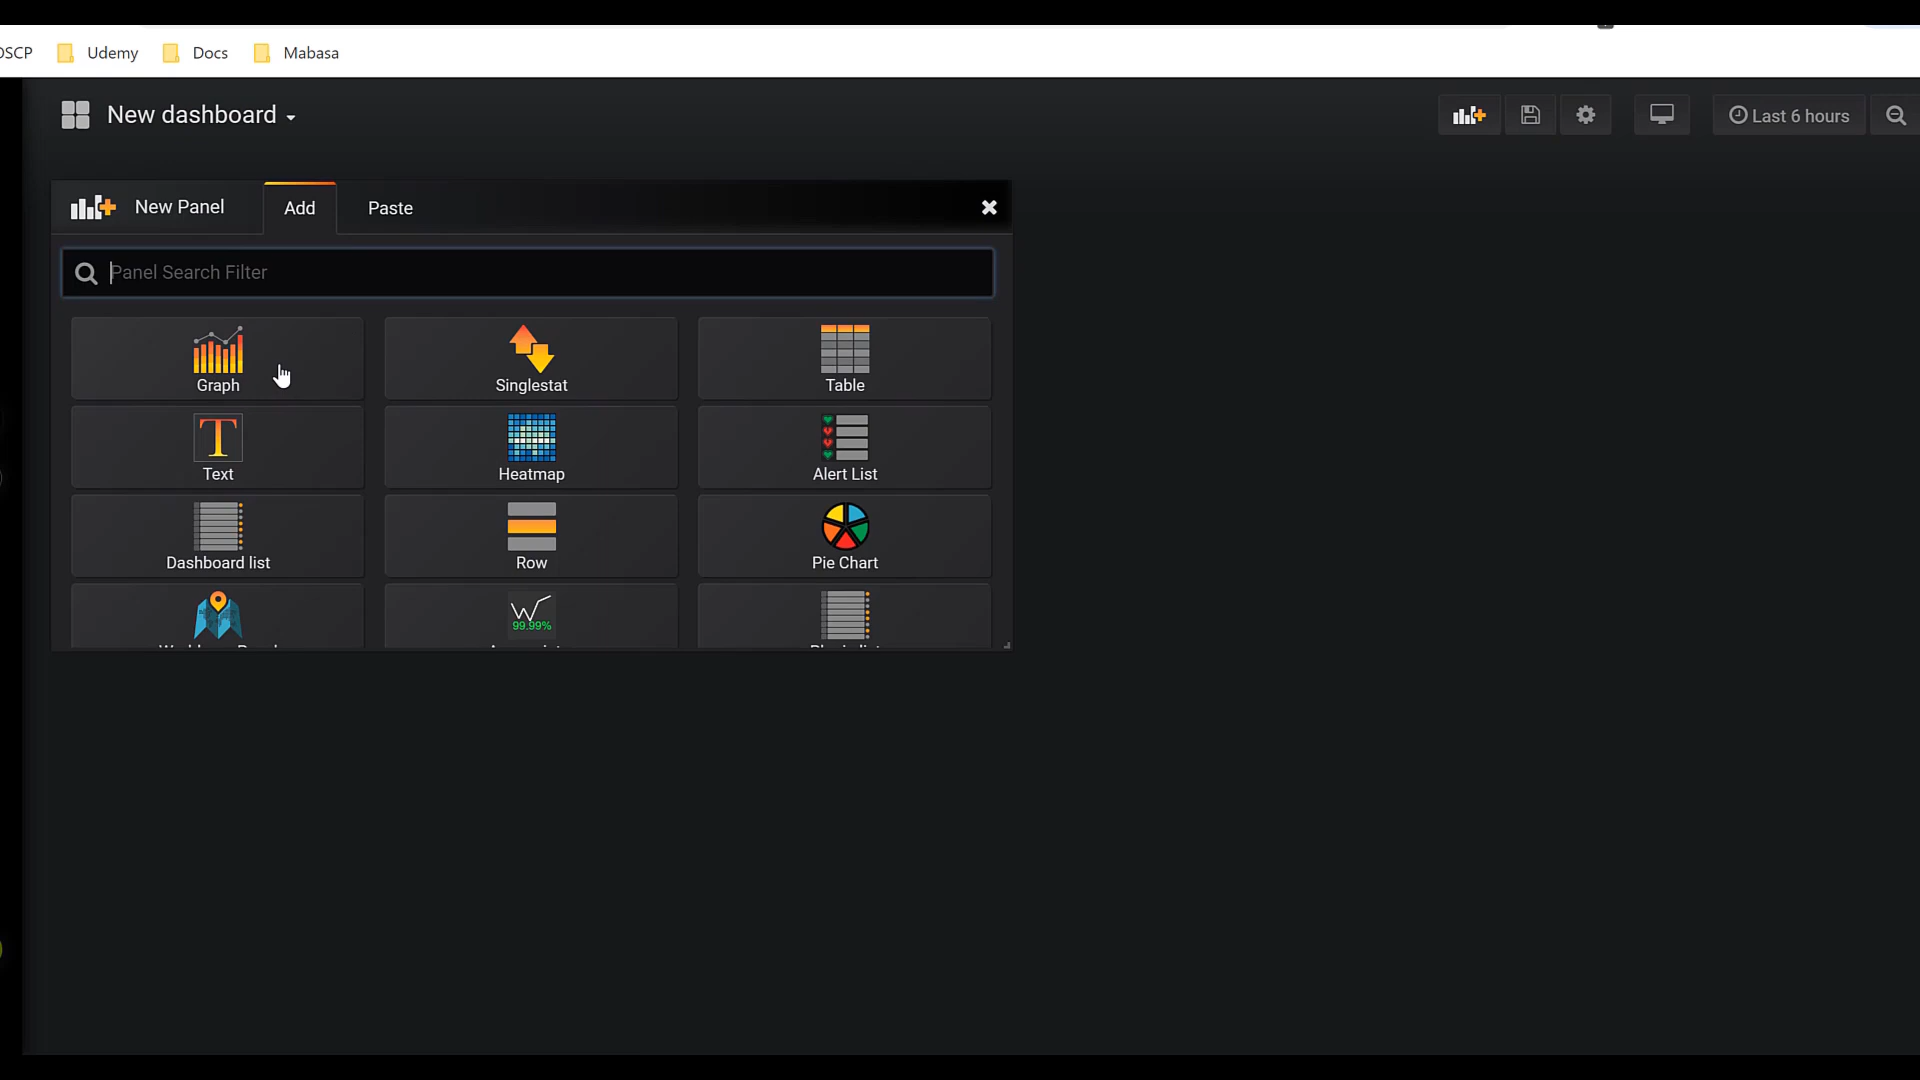 OSCP Udemy Docs Mabasa
New dashboard
Last 6 hours
New Panel Add Paste
Panel Search Filter
Graph Singlestat Table
T
Text Heatmap Alert List
Dashboard list Row Pie Chart
99.99%